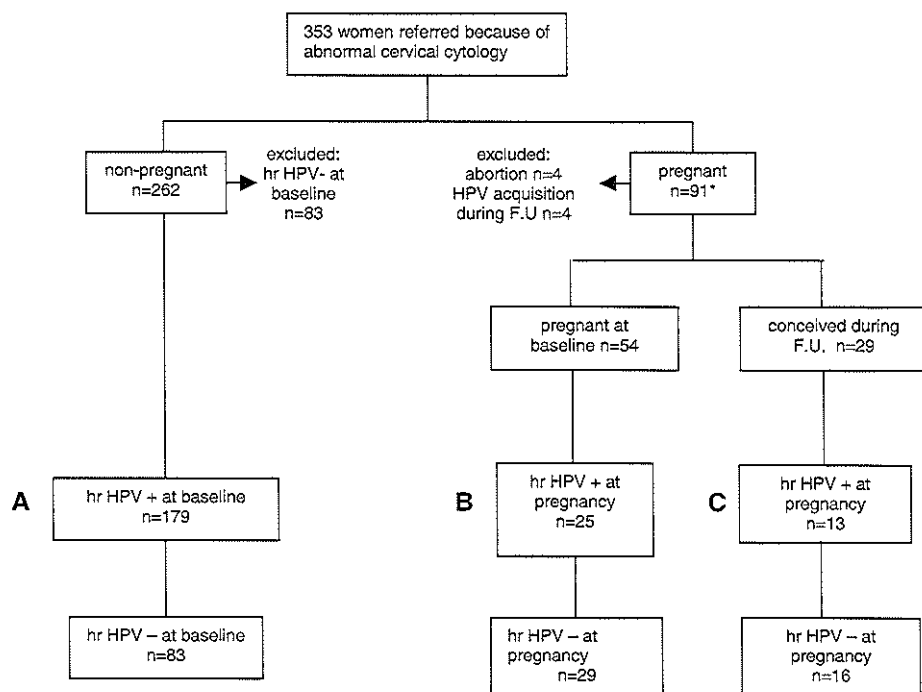 353 women referred because of
abnormal cervical cytology
non-pregnant
n=262
excluded:
hr HPV- at
baseline
n=83
excluded:
abortion n=4
HPV acquisition
during F.U n=4
pregnant
n=91*
pregnant at
baseline n=54
conceived during
F.U. n=29
A
hr HPV + at baseline
n=179
B
hr HPV + at
pregnancy
n=25
C
hr HPV + at
pregnancy
n=13
hr HPV – at baseline
n=83
hr HPV – at
pregnancy
n=29
hr HPV – at
pregnancy
n=16